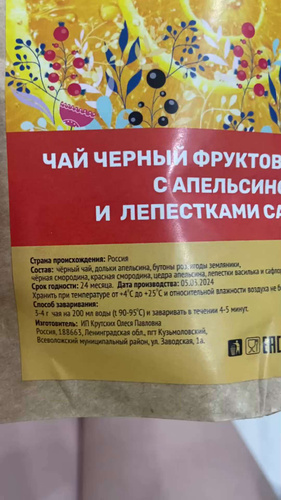 ЧАЙ ЧЕРНЫЙ ФРУКТОВ
С АПЕЛЬСИНО
И ЛЕПЕСТКАМИ СА
Страна происхождения: Россия
Состав: чёрный чай, дольки апельсина, бутоны роз, ягоды земляники,
чёрная смородина, красная смородина, цедра апельсина, лепестки василька и сафло
Срок годности: 24 месяца. Дата производства: 05.03.2024
Хранить при температуре от +4°С до +25°С и относительной влажности воздуха не б
Способ заваривания:
3-4 г чая на 200 мл воды (t 90-95°С) и заваривать в течении 4-5 минут.
Изготовитель: ИП Крупских Олеся Павловна
Россия, 188663, Ленинградская обл., пгт Кузьмоловский,
Всеволожский муниципальный район, ул. Заводская, 1а.
EAC